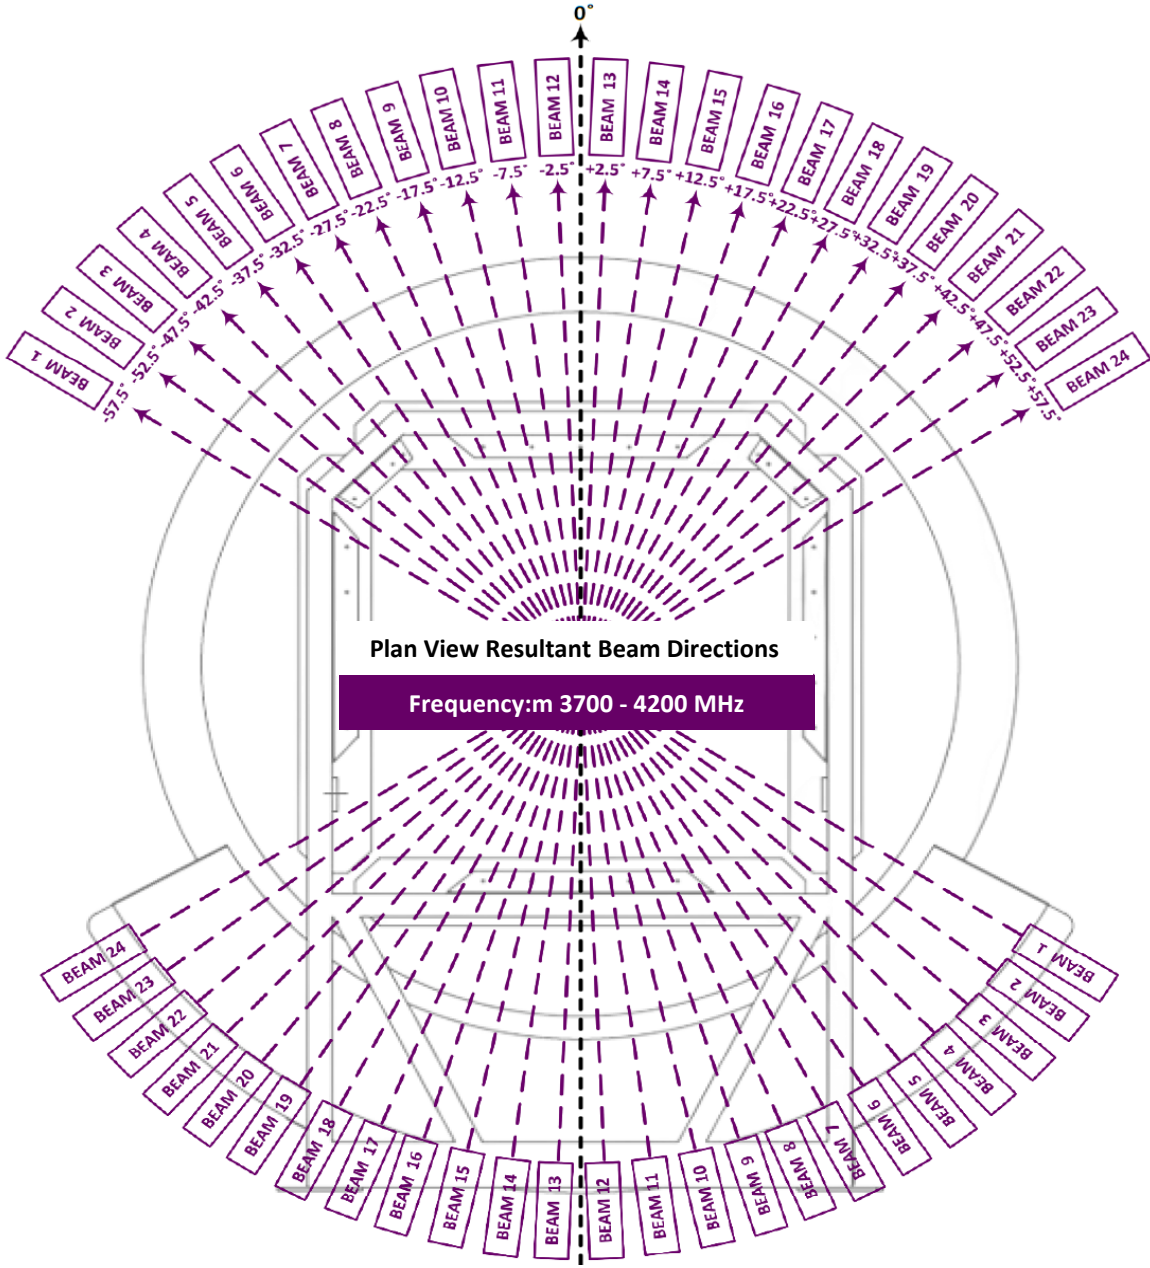 0°
BEAM 1
BEAM 2
BEAM 3
BEAM 4
BEAM 5
BEAM 6
BEAM 7
BEAM 8
BEAM 9
BEAM 10
BEAM 11
BEAM 12
BEAM 13
BEAM 14
BEAM 15
BEAM 16
BEAM 17
BEAM 18
BEAM 19
BEAM 20
BEAM 21
BEAM 22
BEAM 23
BEAM 24
-57.5°
-52.5°
-47.5°
-42.5°
-37.5°
-32.5°
-27.5°
-22.5°
-17.5°
-12.5°
-7.5°
-2.5°
+2.5°
+7.5°
+12.5°
+17.5°
+22.5°
+27.5°
+32.5°
+37.5°
+42.5°
+47.5°
+52.5°
+57.5°
Plan View Resultant Beam Directions
Frequency:m 3700 - 4200 MHz
BEAM 24
BEAM 23
BEAM 22
BEAM 21
BEAM 20
BEAM 19
BEAM 18
BEAM 17
BEAM 16
BEAM 15
BEAM 14
BEAM 13
BEAM 12
BEAM 11
BEAM 10
BEAM 9
BEAM 8
BEAM 7
BEAM 6
BEAM 5
BEAM 4
BEAM 3
BEAM 2
BEAM 1